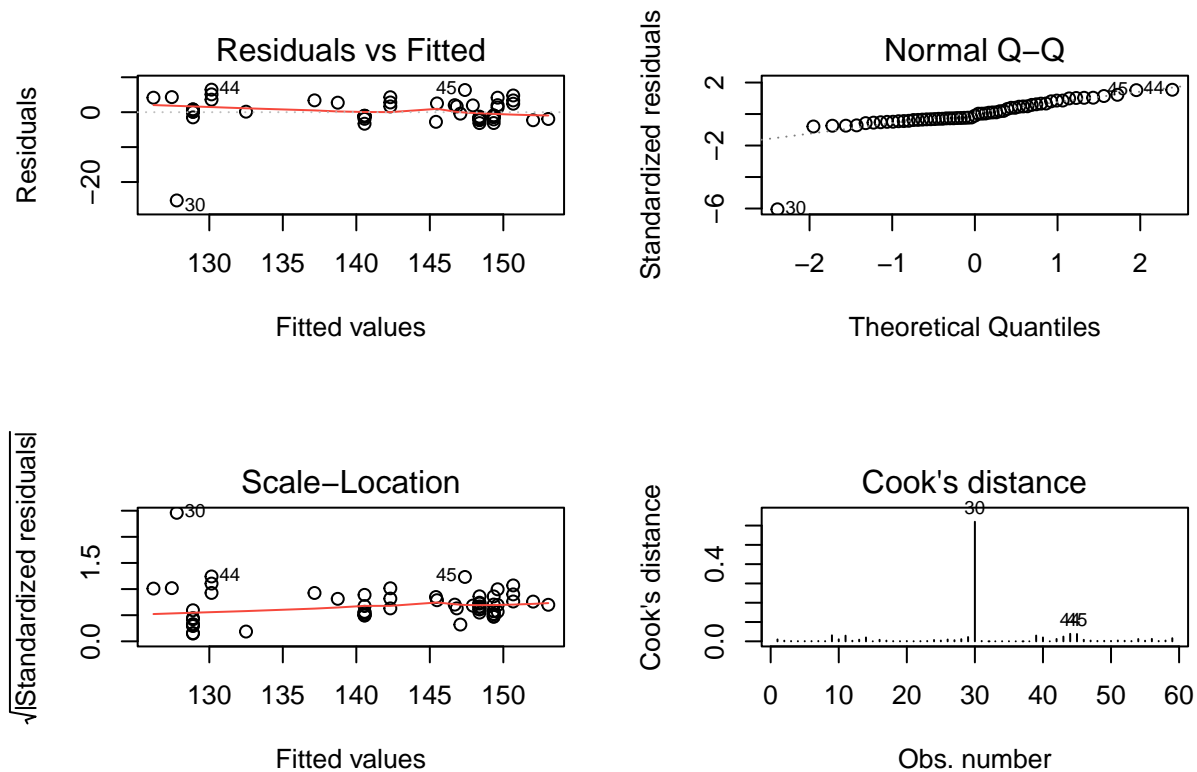 Residuals vs Fitted
Residuals
0
−20
44
45
30
130 135 140 145 150
Fitted values
Normal Q−Q
Standardized residuals
2
−2
−6
45 44
30
−2 −1 0 1 2
Theoretical Quantiles
Scale−Location
√|Standardized residuals|
1.5
0.0
30
44
45
130 135 140 145 150
Fitted values
Cook's distance
Cook's distance
0.4
0.0
30
44
45
0 10 20 30 40 50 60
Obs. number